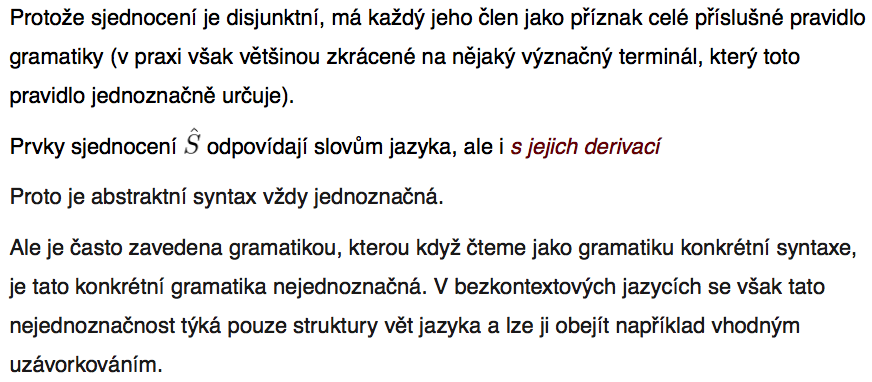 Protože sjednocení je disjunktní, má každý jeho člen jako příznak celé příslušné pravidlo
gramatiky (v praxi však většinou zkrácené na nějaký význačný terminál, který toto
pravidlo jednoznačně určuje).
Prvky sjednocení Ŝ odpovídají slovům jazyka, ale i s jejich derivací
Proto je abstraktní syntax vždy jednoznačná.
Ale je často zavedena gramatikou, kterou když čteme jako gramatiku konkrétní syntaxe,
je tato konkrétní gramatika nejednoznačná. V bezkontextových jazycích se však tato
nejednoznačnost týká pouze struktury vět jazyka a lze ji obejít například vhodným
uzávorkováním.